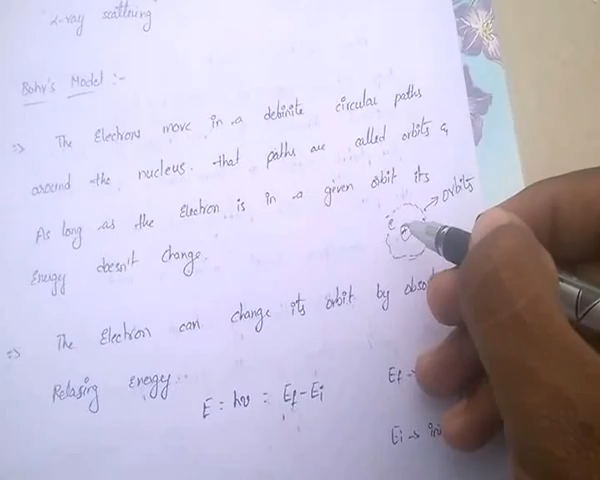 α-ray scattering
Bohr's Model :-
⇒ The Electrons move in a definite circular paths
around the nucleus. that paths are called orbits &
As long as the Electron is in a given orbit its
Energy doesn't change.
e
+
→ orbits
⇒ The Electron can change its orbit by
Relasing energy.
E = hν = Ef - Ei
Ef →
Ei →